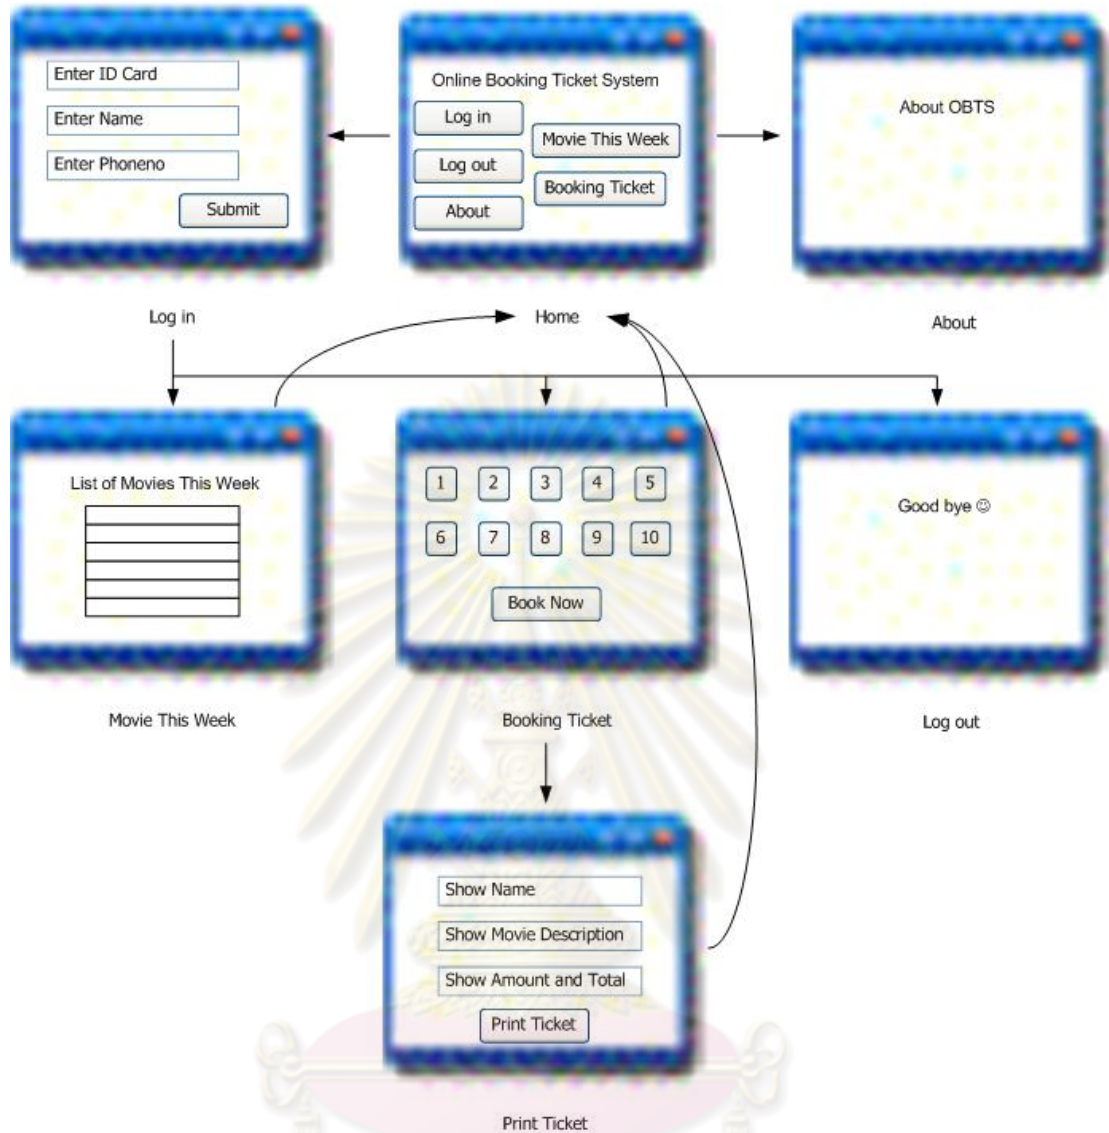 Enter ID Card
Enter Name
Enter Phoneno
Submit
Log in
Online Booking Ticket System
Log in
Log out
About
Movie This Week
Booking Ticket
Home
About OBTS
About
List of Movies This Week
Movie This Week
1 2 3 4 5
6 7 8 9 10
Book Now
Booking Ticket
Good bye ☺
Log out
Show Name
Show Movie Description
Show Amount and Total
Print Ticket
Print Ticket